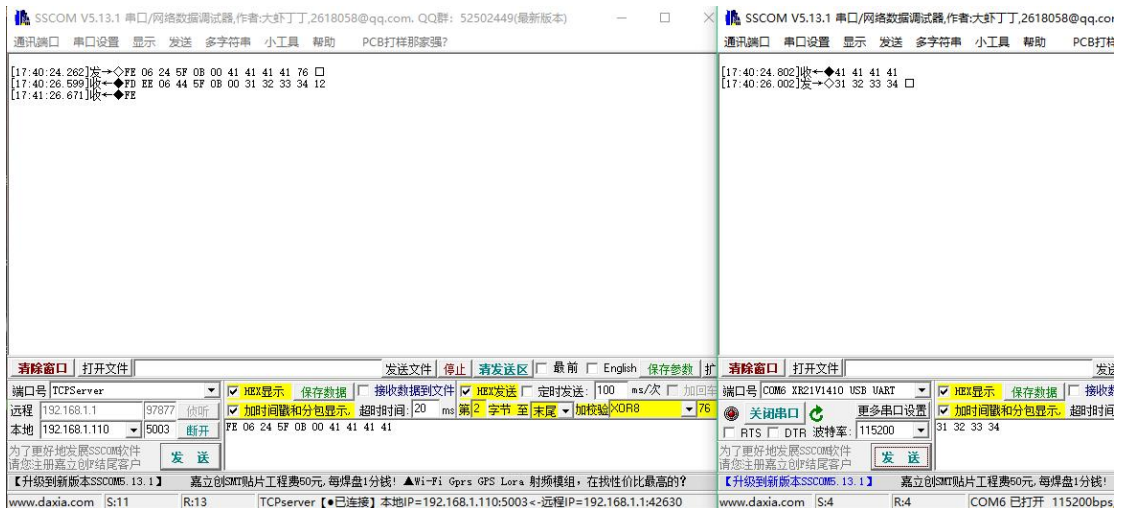 SSCOM V5.13.1 串口/网络数据调试器,作者:大虾丁丁,2618058@qq.com. QQ群: 52502449(最新版本)
通讯端口 串口设置 显示 发送 多字符串 小工具 帮助 PCB打样那家强?
[17:40:24.262]发→◇FE 06 24 5F 0B 00 41 41 41 41 76 □
[17:40:26.599]收←◆FD EE 06 44 5F 0B 00 31 32 33 34 12
[17:41:26.671]收←◆FE
清除窗口 打开文件 发送文件 停止 清发送区 最前 English 保存参数 扩
端口号 TCPServer HEX显示 保存数据 接收数据到文件 HEX发送 定时发送: 100 ms/次 加回车
远程 192.168.1.1 97877 侦听 加时间戳和分包显示, 超时时间: 20 ms 第 2 字节 至 末尾 加校验 XOR8 76
本地 192.168.1.110 5003 断开 FE 06 24 5F 0B 00 41 41 41 41
为了更好地发展SSCOM软件
请您注册嘉立创F结尾客户
发 送
【升级到新版本SSCOM5.13.1】 嘉立创SMT贴片工程费50元,每焊盘1分钱! ▲Wi-Fi Gprs GPS Lora 射频模组, 在找性价比最高的?
www.daxia.com S:11 R:13 TCPserver【●已连接】本地IP=192.168.1.110:5003<-远程IP=192.168.1.1:42630
SSCOM V5.13.1 串口/网络数据调试器,作者:大虾丁丁,2618058@qq.com
通讯端口 串口设置 显示 发送 多字符串 小工具 帮助 PCB打样
[17:40:24.802]收←◆41 41 41 41
[17:40:26.002]发→◇31 32 33 34 □
清除窗口 打开文件 发送
端口号 COM6 XR21V1410 USB UART HEX显示 保存数据 接收数
关闭串口 更多串口设置 加时间戳和分包显示, 超时时间
RTS DTR 波特率: 115200 31 32 33 34
为了更好地发展SSCOM软件
请您注册嘉立创F结尾客户
发 送
【升级到新版本SSCOM5.13.1】 嘉立创SMT贴片工程费50元,每焊盘1分钱!
www.daxia.com S:4 R:4 COM6 已打开 115200bps,